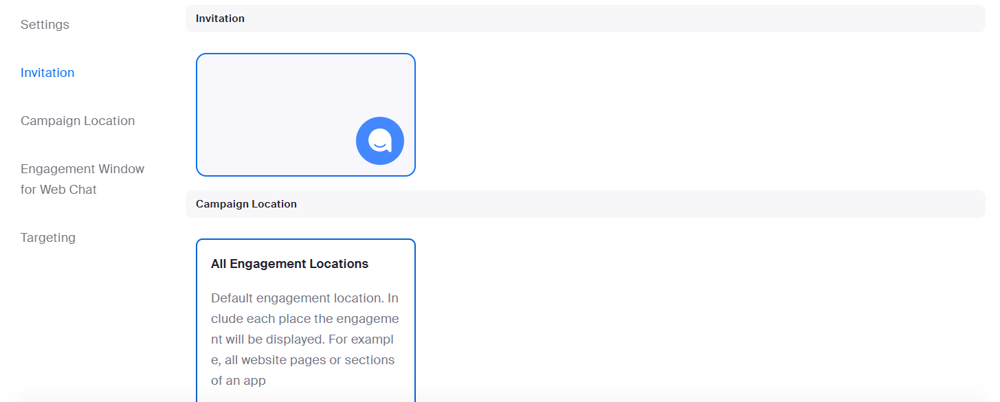 Settings
Invitation
Campaign Location
Engagement Window
for Web Chat
Targeting
Invitation
Campaign Location
All Engagement Locations
Default engagement location. In
clude each place the engageme
nt will be displayed. For exampl
e, all website pages or sections
of an app